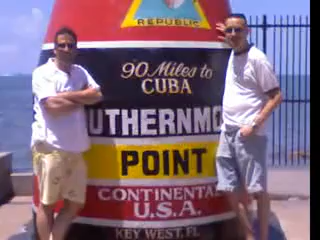 REPUBLIC
90 Miles to
CUBA
UTHERNMO
POINT
CONTINENTAL
U.S.A.
KEY WEST, FL